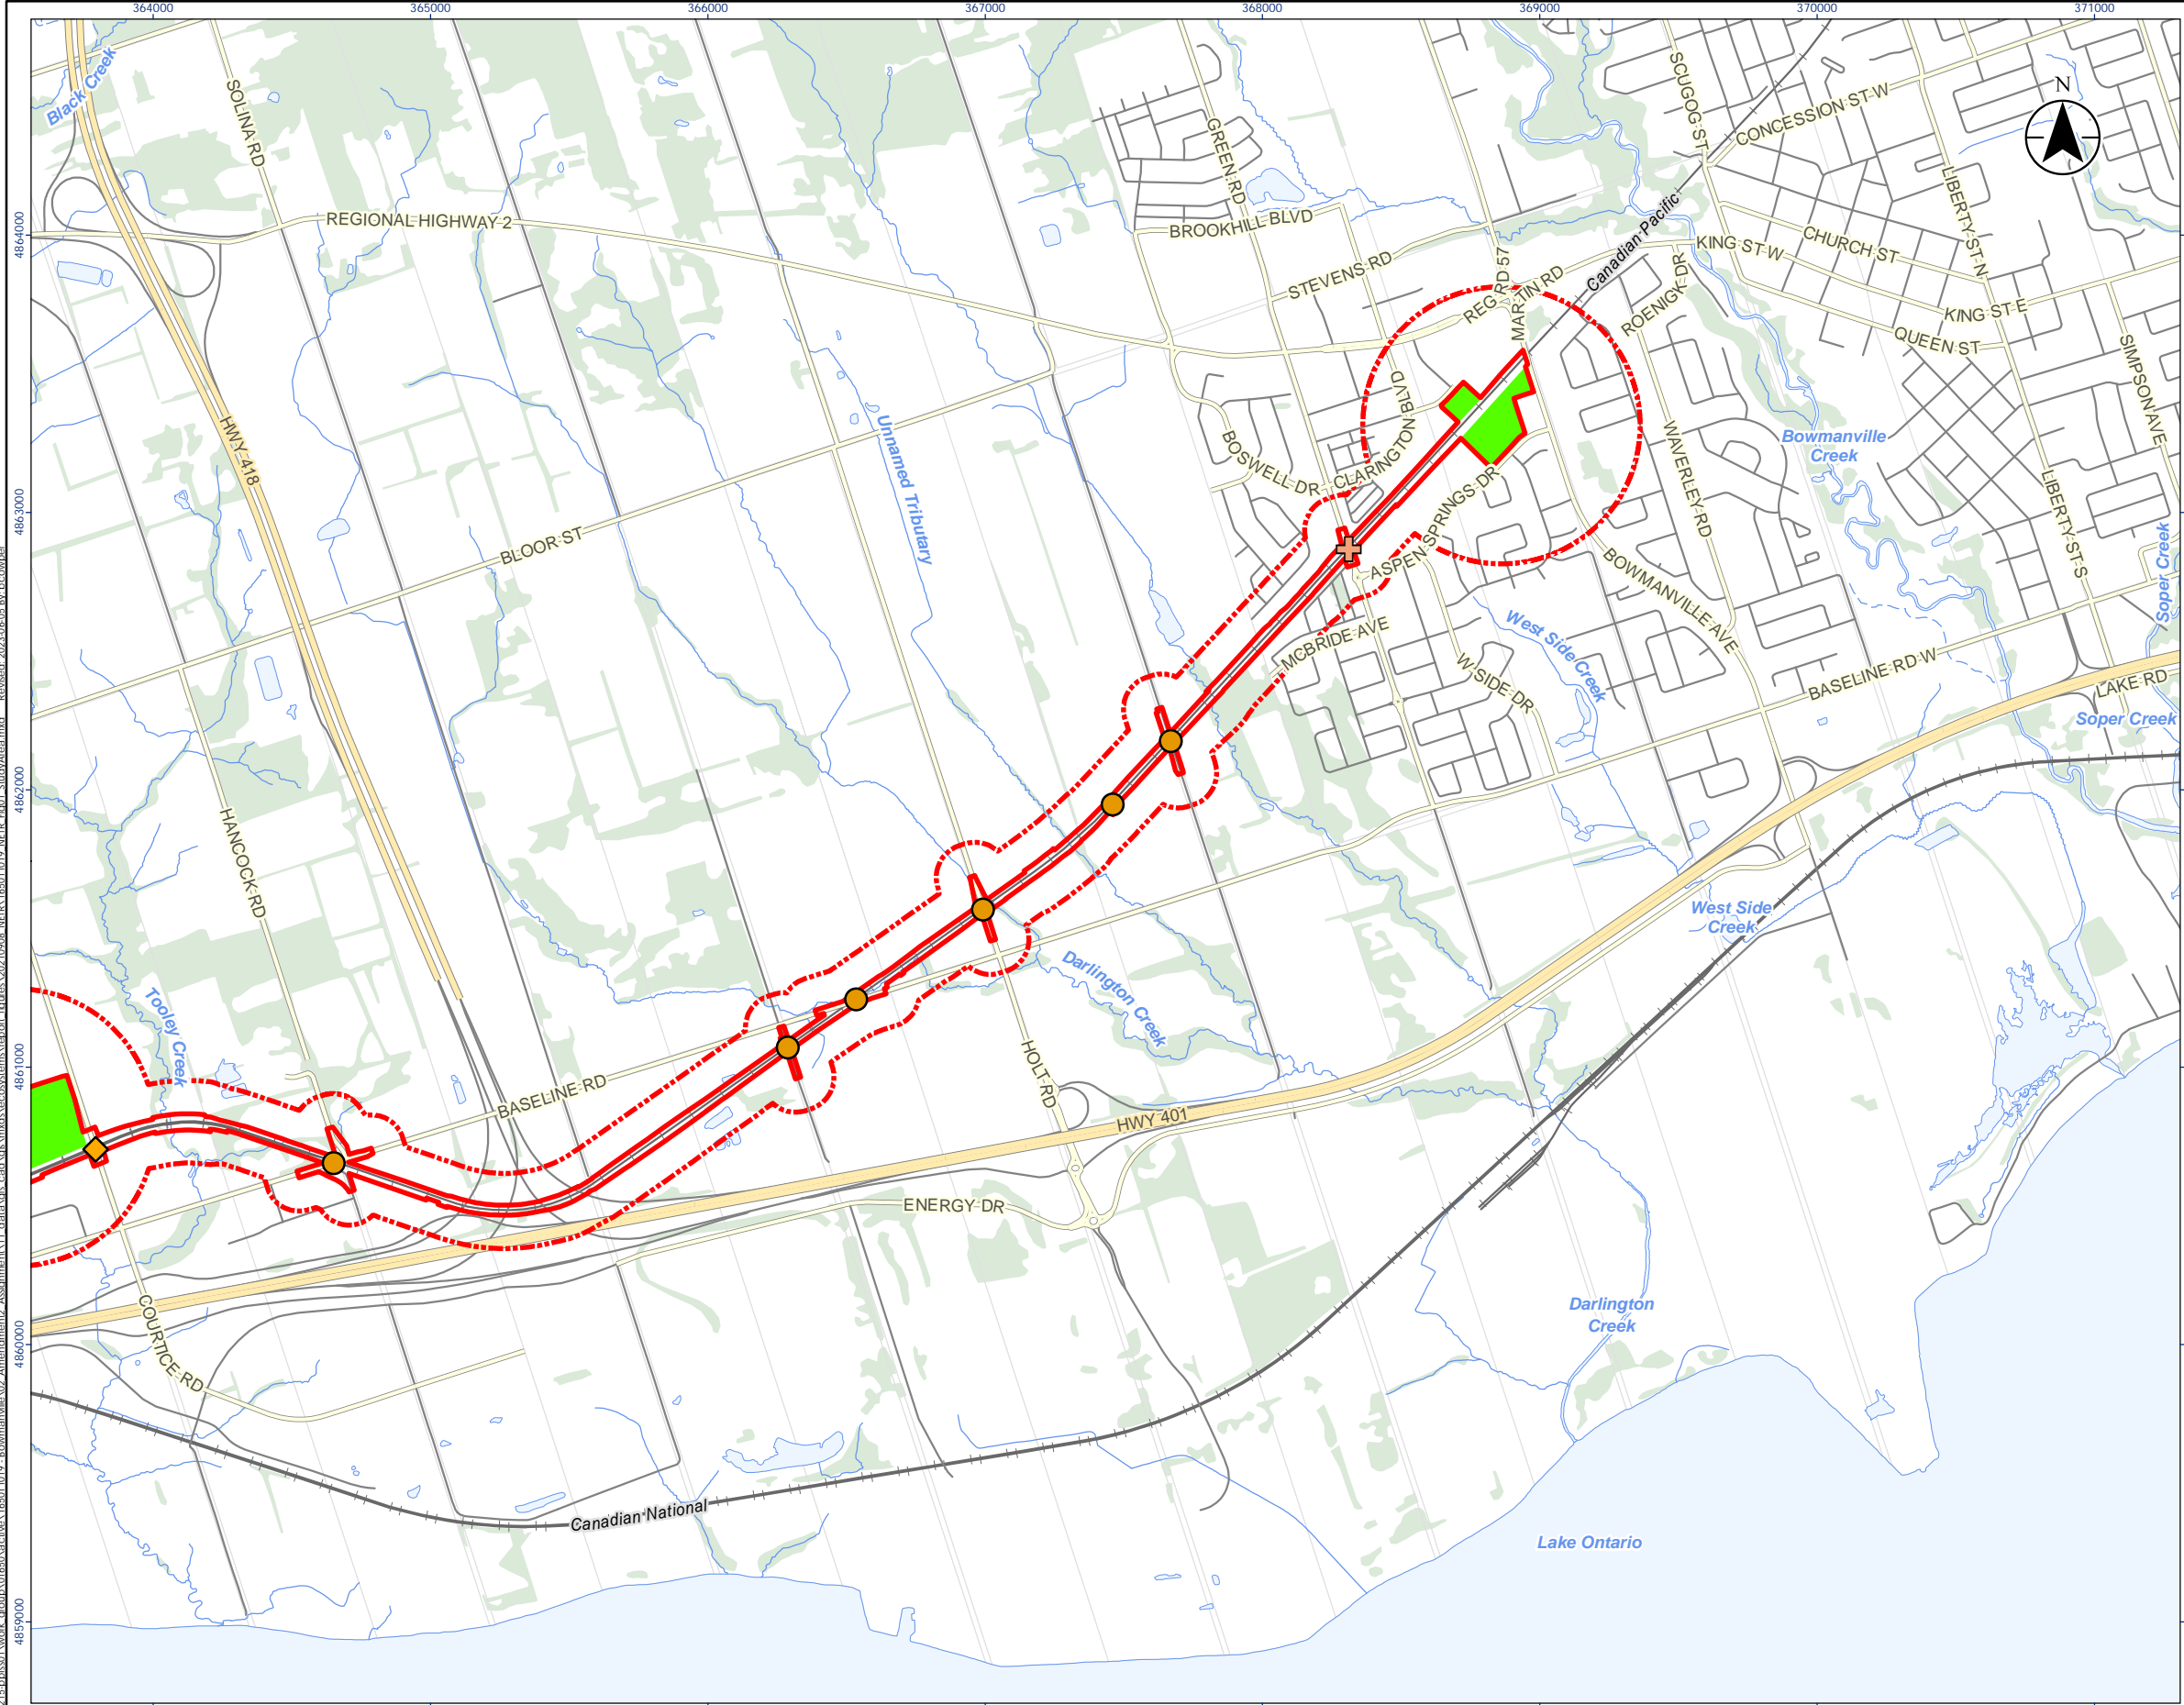 364000
365000
366000
367000
368000
369000
370000
371000
Black Creek
SOLINA RD
GREEN RD
SCUGOG ST
CONCESSION ST W
N
REGIONAL HIGHWAY 2
BROOKHILL BLVD
LIBERTY ST N
Canadian Pacific
KING ST W
CHURCH ST
4864000
STEVENS RD
REG RD 57
MARTIN RD
ROENIGK DR
KING ST E
QUEEN ST
SIMPSON AVE
HWY 418
Unnamed Tributary
CLARINGTON BLVD
BOSWELL DR
WAVERLEY RD
Bowmanville
Creek
4863000
BLOOR ST
ASPEN SPRINGS DR
LIBERTY ST S
Soper Creek
BOWMANVILLE AVE
MCBRIDE AVE
West Side Creek
W SIDE DR
BASELINE RD W
LAKE RD
Soper Creek
4862000
HANCOCK RD
West Side
Creek
Darlington
Creek
Tooley Creek
4861000
BASELINE RD
HOLT RD
HWY 401
ENERGY DR
COURTICE RD
Darlington
Creek
4860000
Canadian National
Lake Ontario
4859000